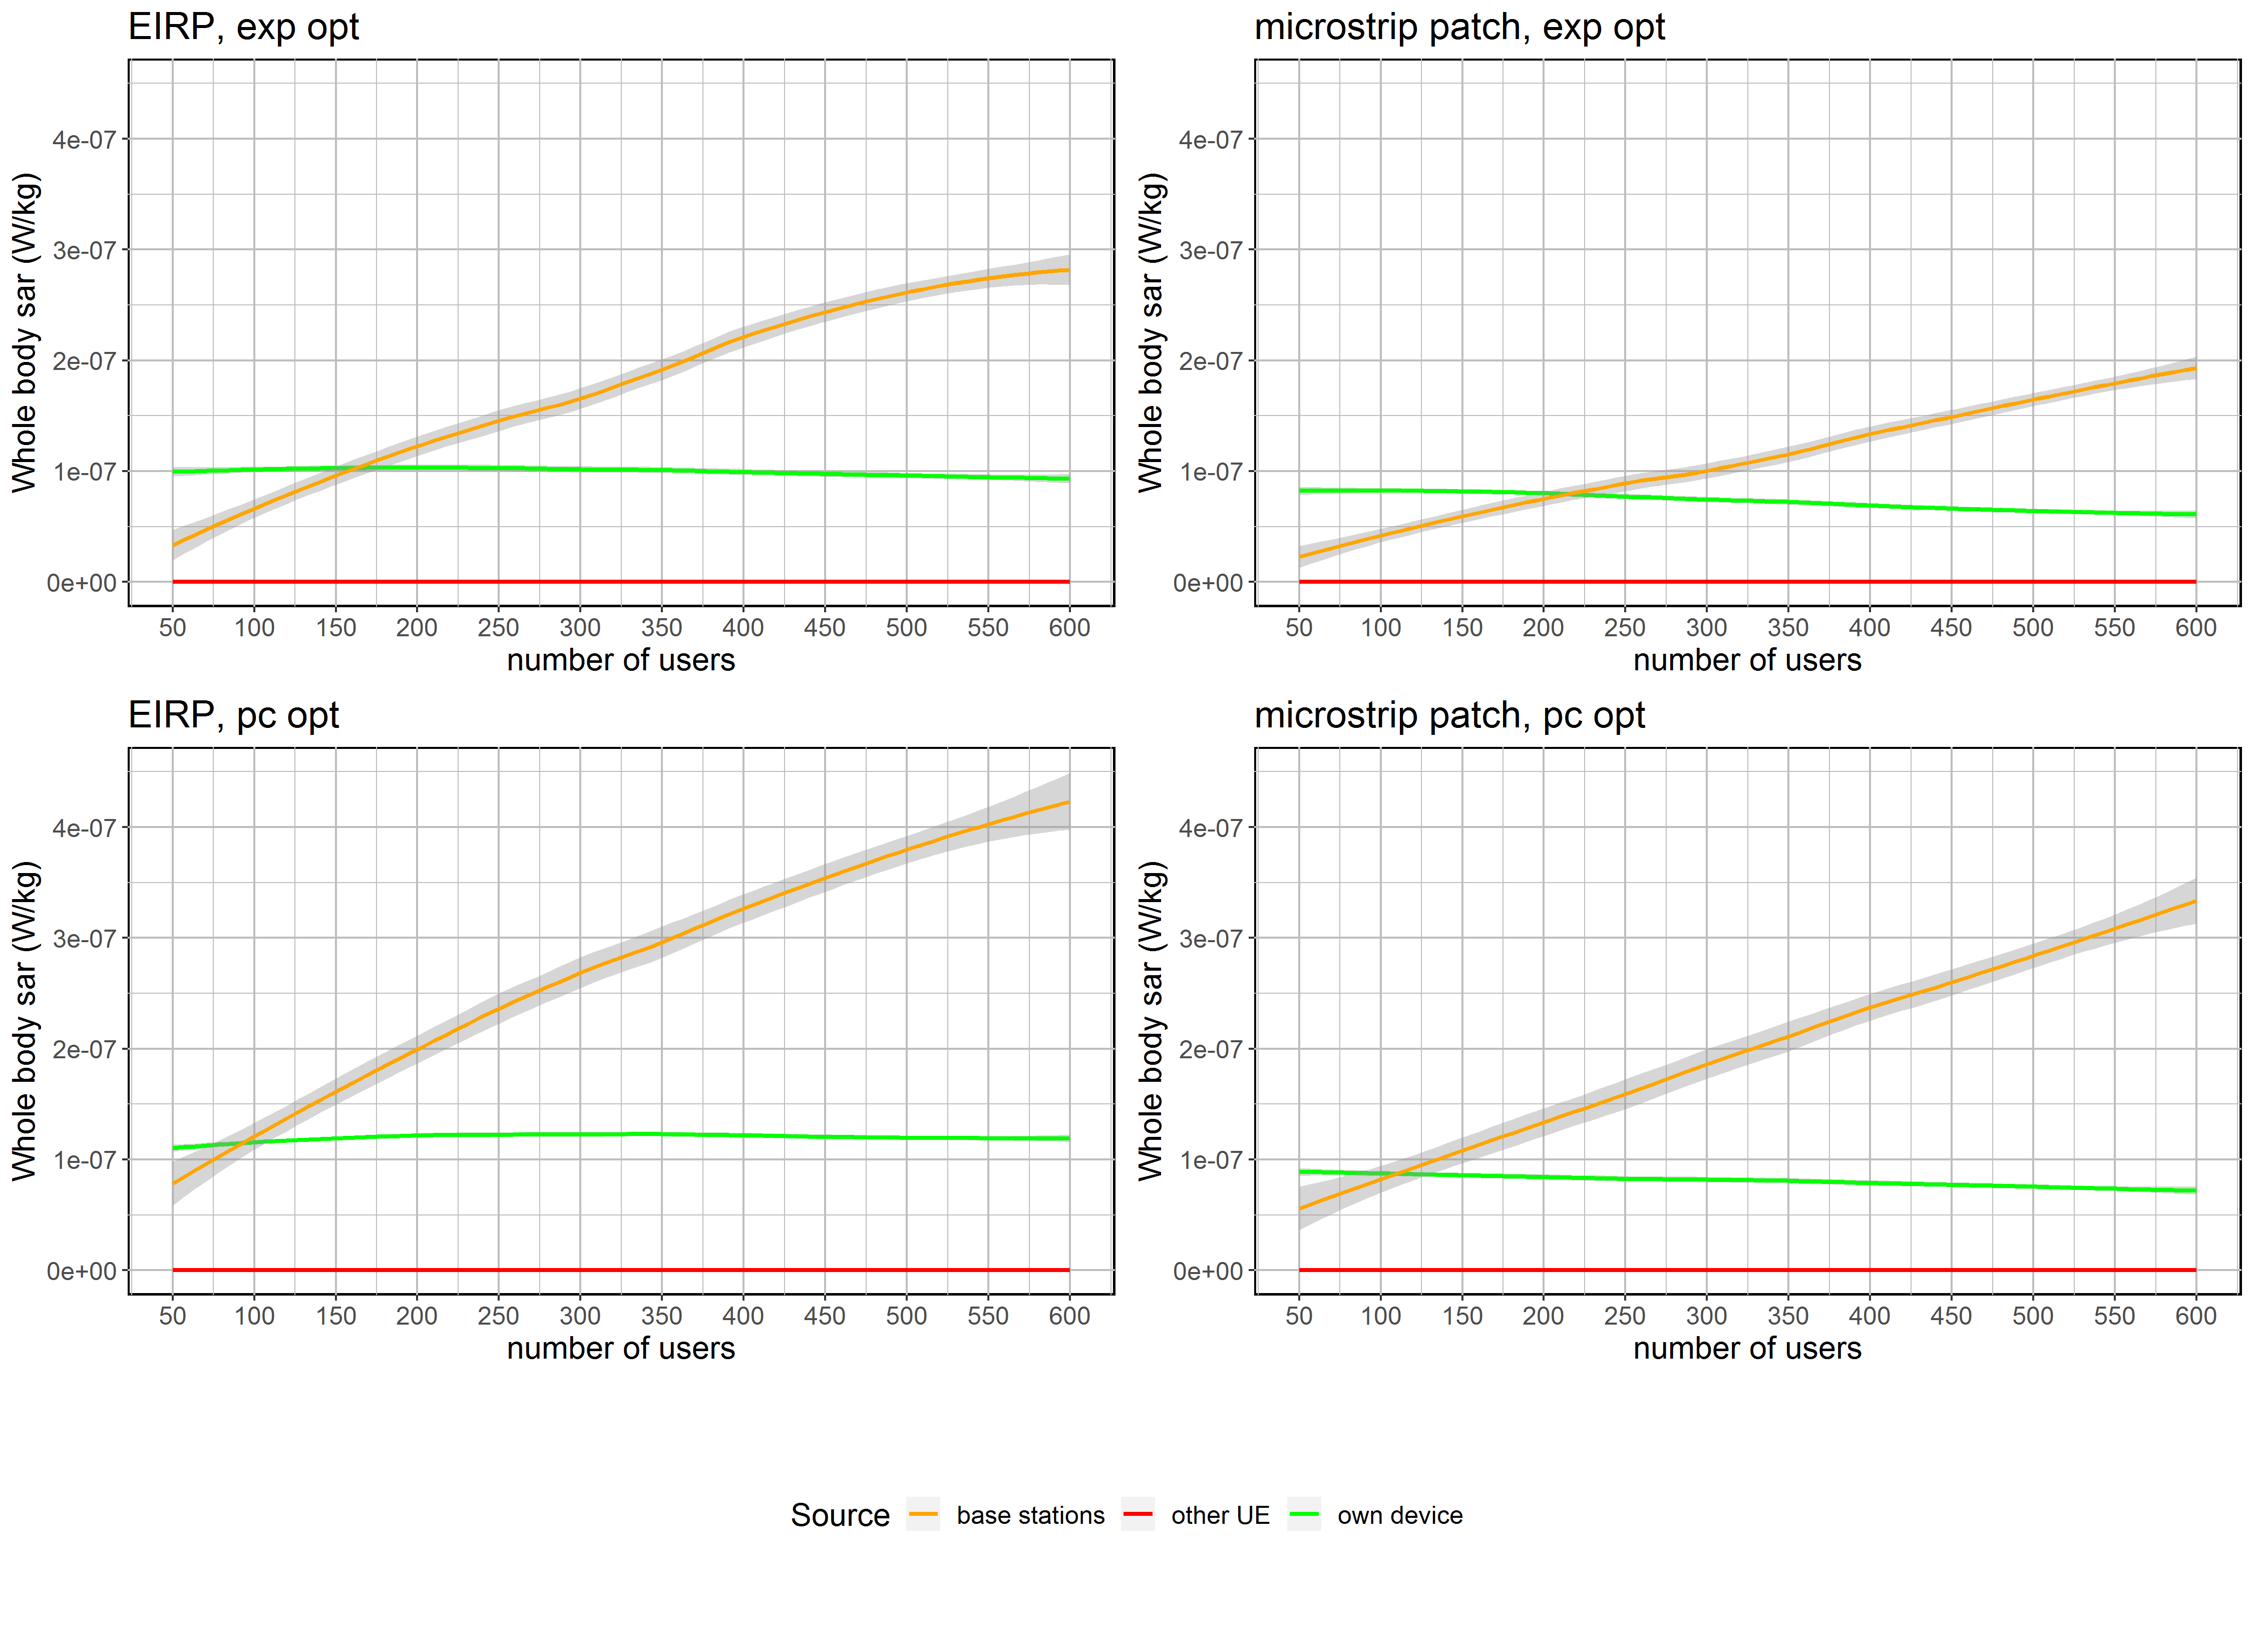 EIRP, exp opt
Whole body sar (W/kg)
4e-07
3e-07
2e-07
1e-07
0e+00
50 100 150 200 250 300 350 400 450 500 550 600
number of users
microstrip patch, exp opt
Whole body sar (W/kg)
4e-07
3e-07
2e-07
1e-07
0e+00
50 100 150 200 250 300 350 400 450 500 550 600
number of users
EIRP, pc opt
Whole body sar (W/kg)
4e-07
3e-07
2e-07
1e-07
0e+00
50 100 150 200 250 300 350 400 450 500 550 600
number of users
microstrip patch, pc opt
Whole body sar (W/kg)
4e-07
3e-07
2e-07
1e-07
0e+00
50 100 150 200 250 300 350 400 450 500 550 600
number of users
Source base stations other UE own device